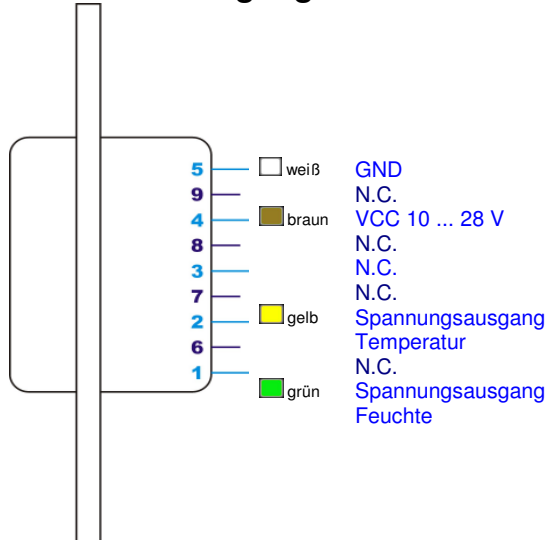 5 weiß GND
9 N.C.
4 braun VCC 10 ... 28 V
8 N.C.
3 N.C.
7 N.C.
2 gelb Spannungsausgang
Temperatur
6 N.C.
1 grün Spannungsausgang
Feuchte